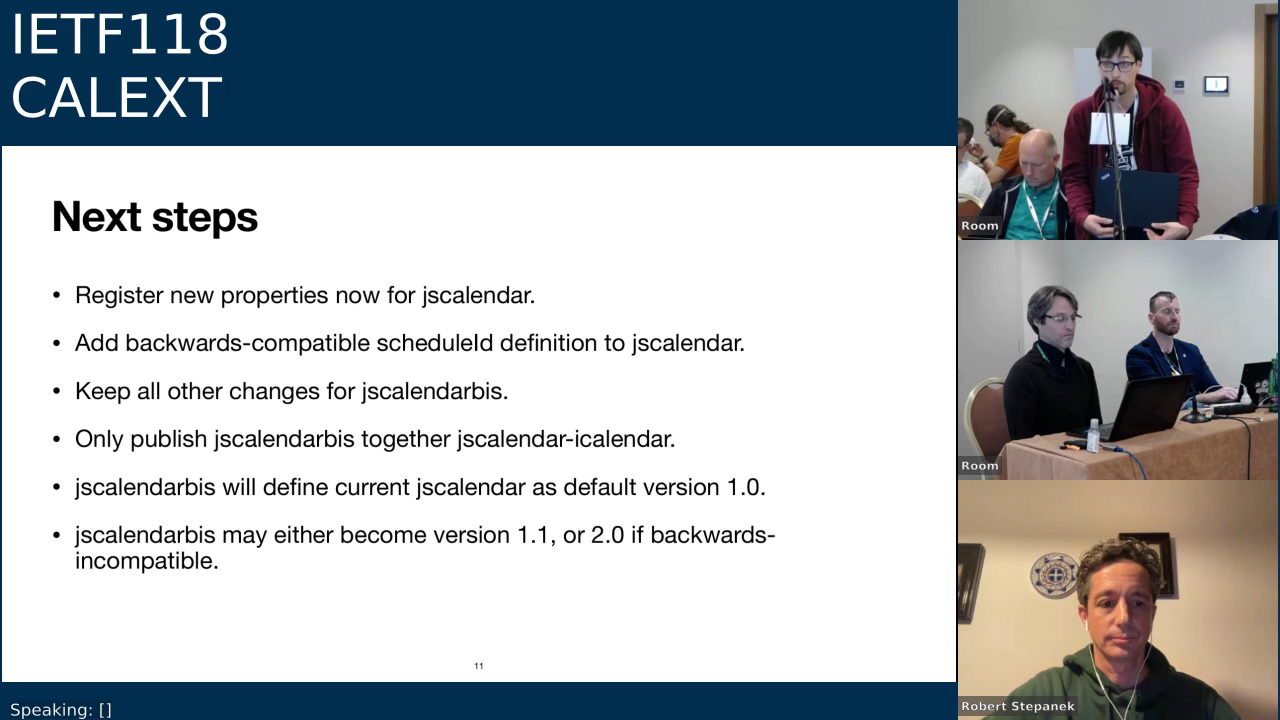 IETF118
CALEXT
Next steps
• Register new properties now for jscalendar.
• Add backwards-compatible scheduleId definition to jscalendar.
• Keep all other changes for jscalendarbis.
• Only publish jscalendarbis together jscalendar-icalendar.
• jscalendarbis will define current jscalendar as default version 1.0.
• jscalendarbis may either become version 1.1, or 2.0 if backwards-
incompatible.
11
Speaking: []
Room
Room
Robert Stepanek